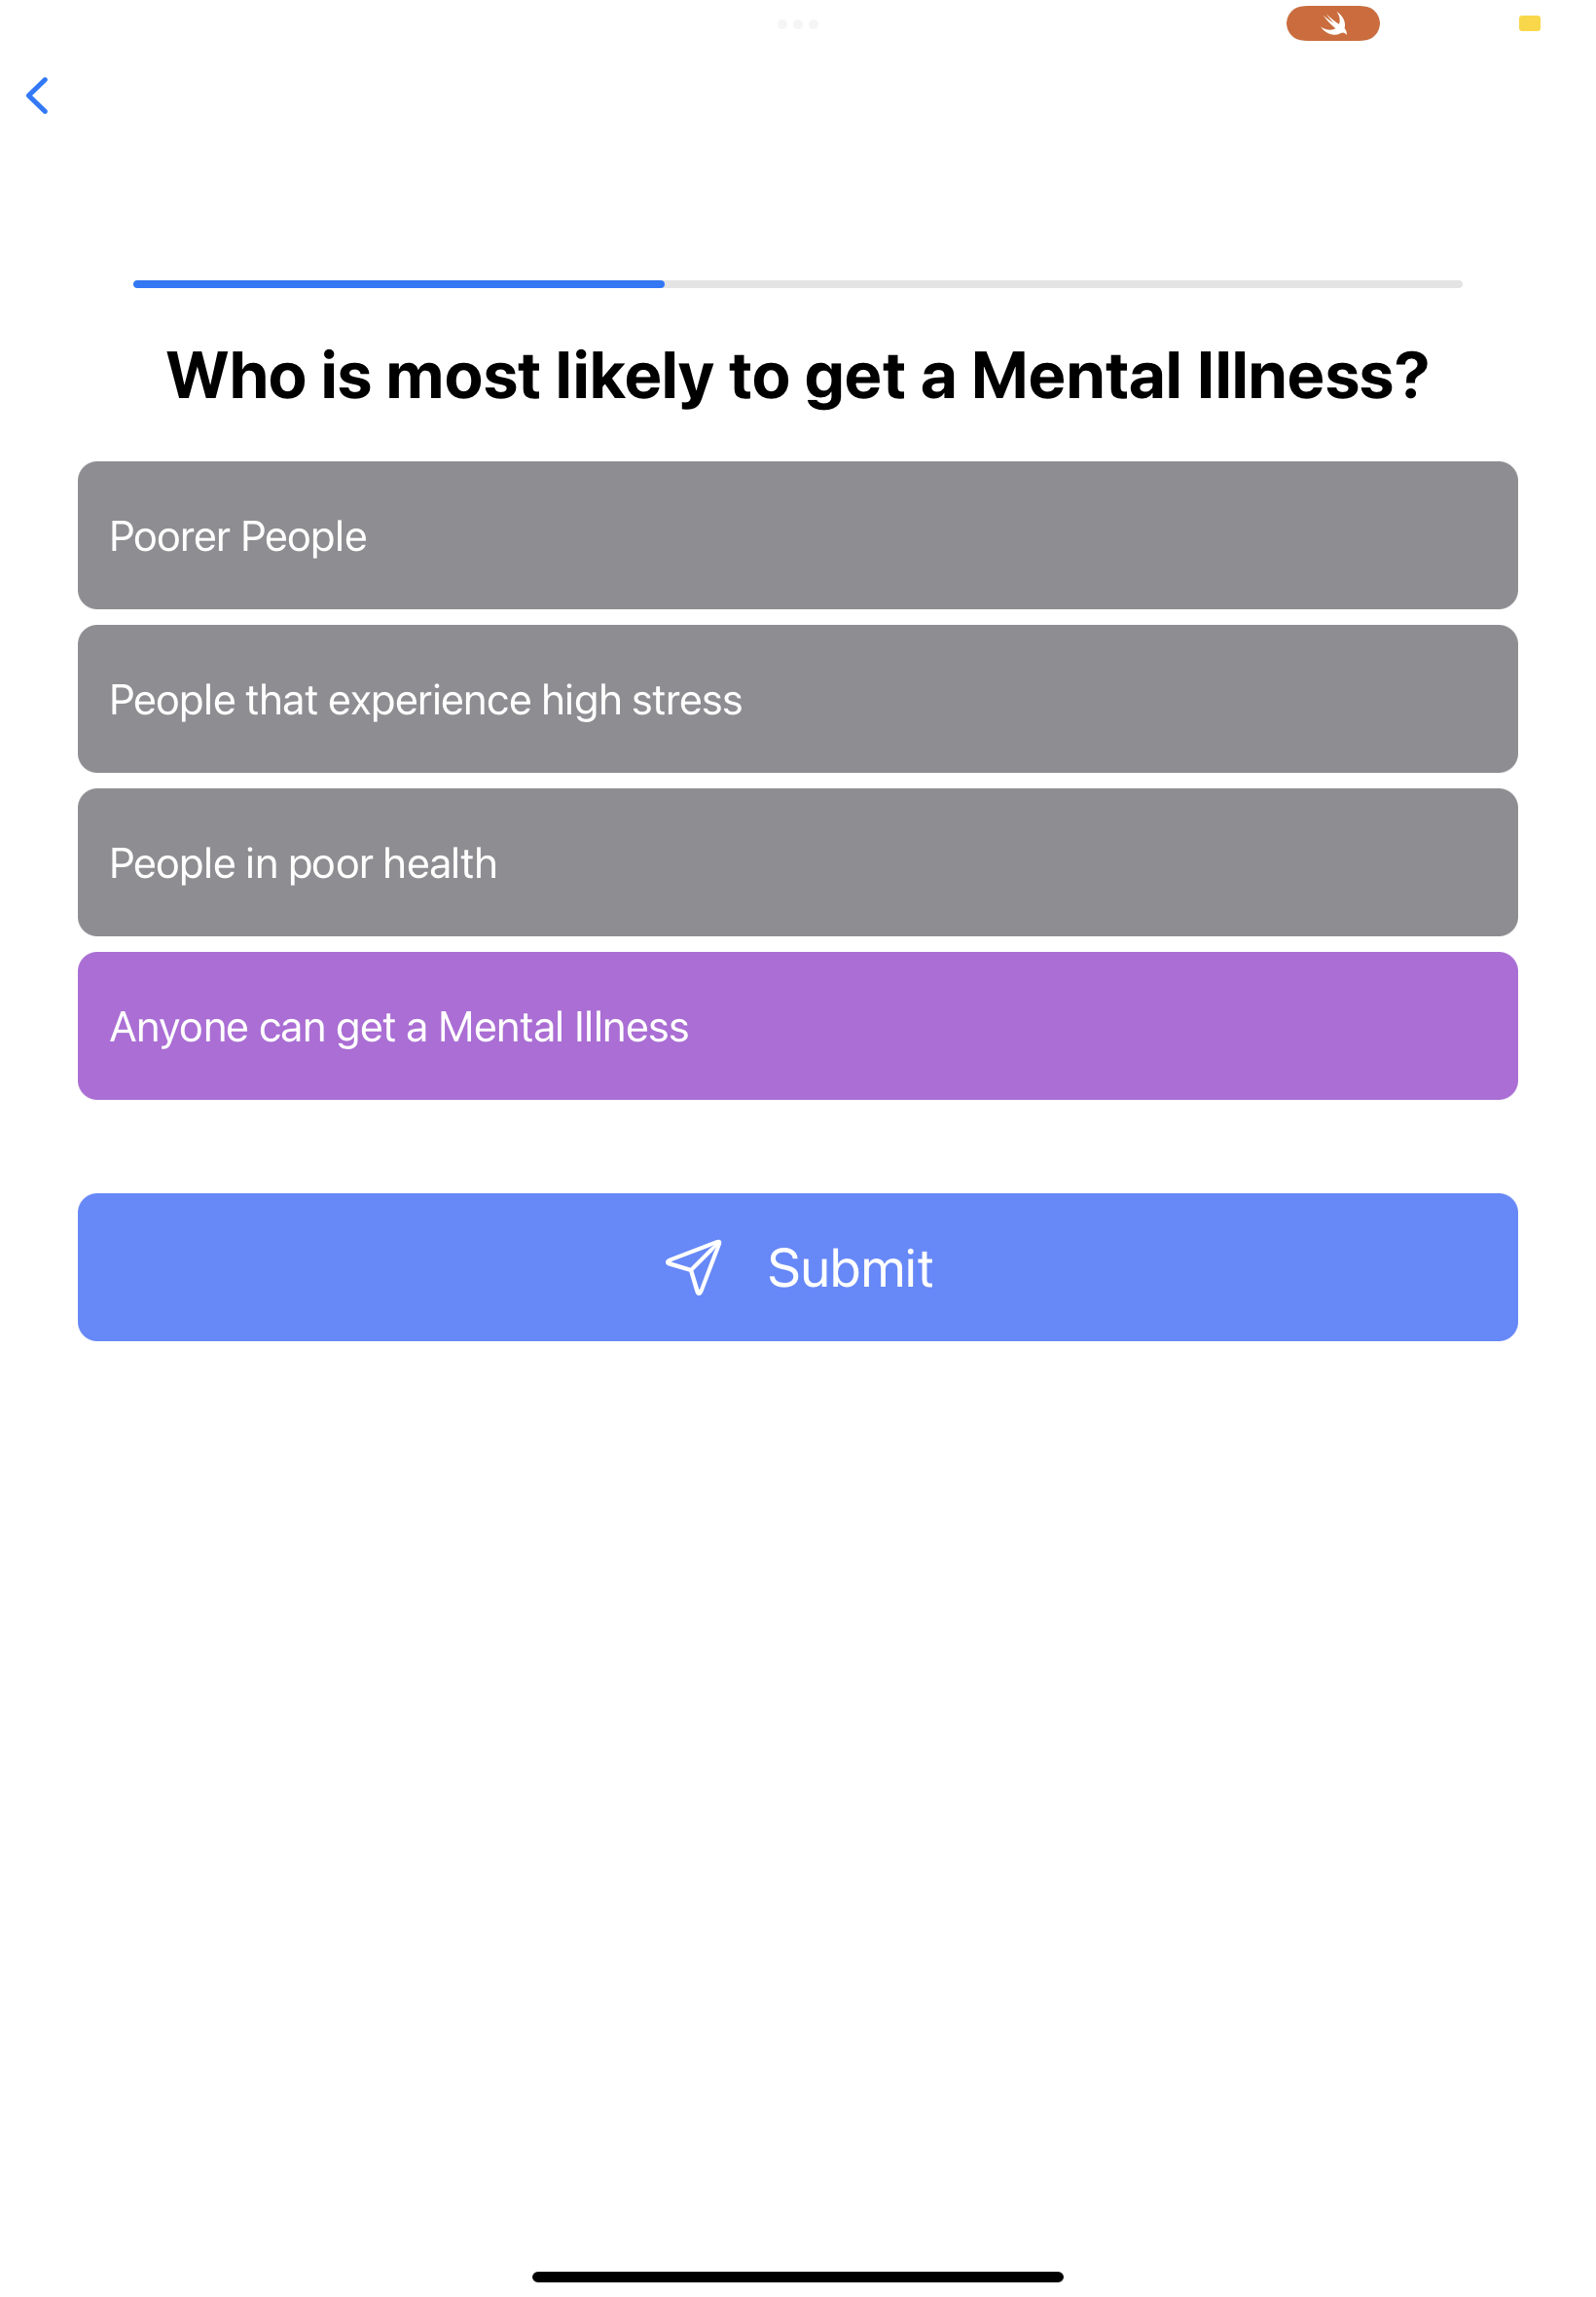 Who is most likely to get a Mental Illness?
Poorer People
People that experience high stress
People in poor health
Anyone can get a Mental Illness
Submit